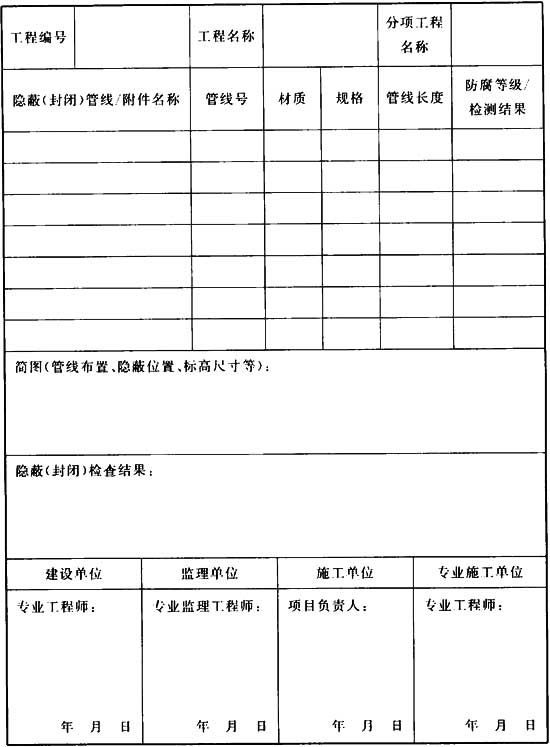 工程编号 工程名称 分项工程
名称
隐蔽(封闭)管线/附件名称 管线号 材质 规格 管线长度 防腐等级/
检测结果
简图(管线布置、隐蔽位置、标高尺寸等):
隐蔽(封闭)检查结果:
建设单位 监理单位 施工单位 专业施工单位
专业工程师: 专业监理工程师: 项目负责人: 专业工程师:
年 月 日 年 月 日 年 月 日 年 月 日